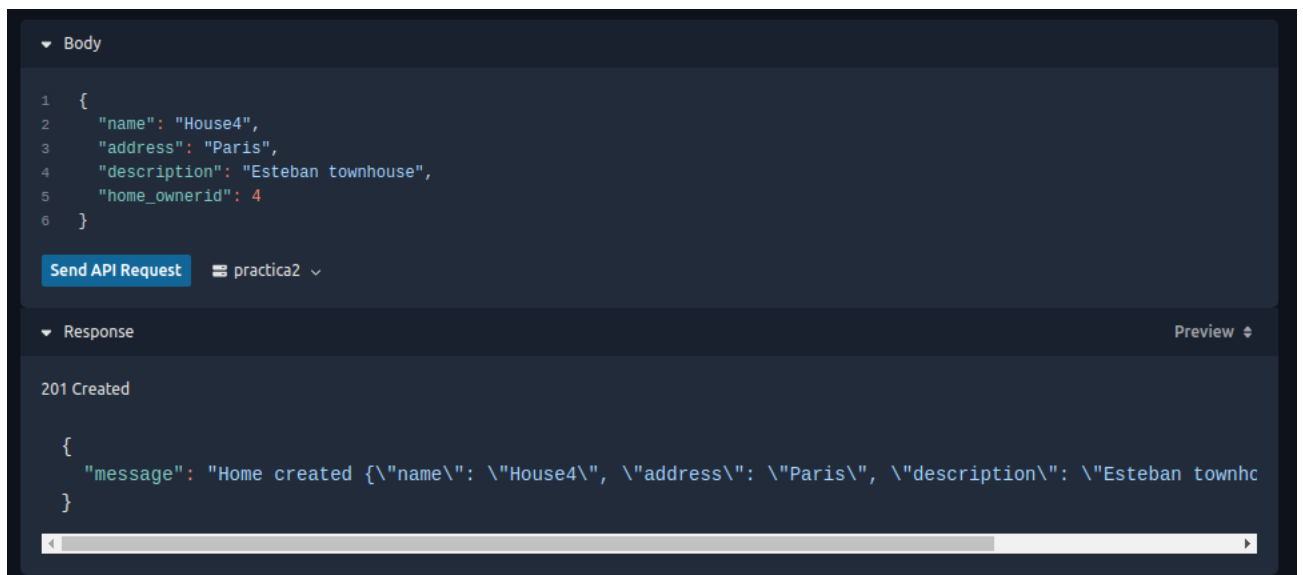 Body
1 {
2 "name": "House4",
3 "address": "Paris",
4 "description": "Esteban townhouse",
5 "home_ownerid": 4
6 }
Send API Request practica2
Response Preview
201 Created
{
"message": "Home created {\"name\": \"House4\", \"address\": \"Paris\", \"description\": \"Esteban townho
}